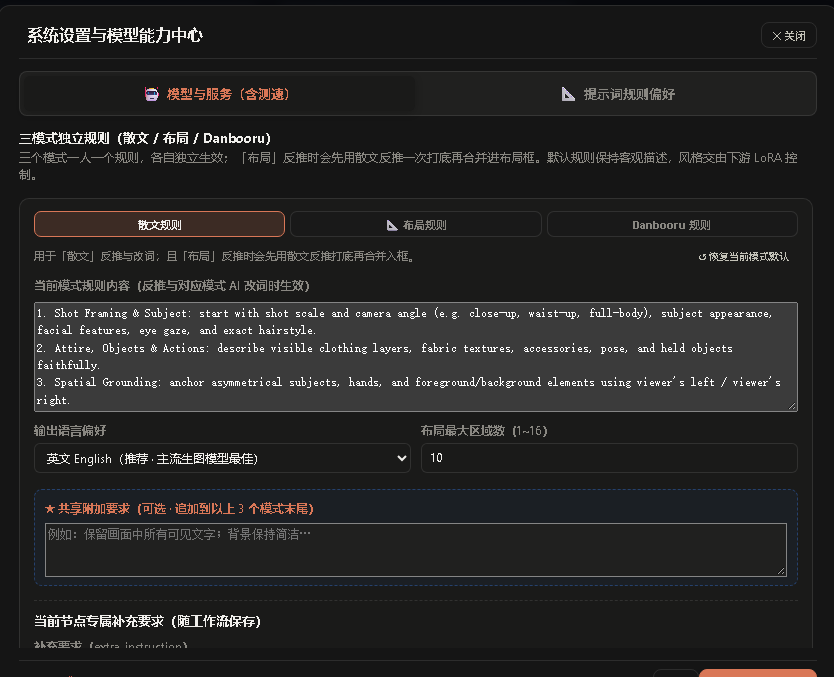 系统设置与模型能力中心
× 关闭
模型与服务（含测速）
提示词规则偏好
三模式独立规则（散文 / 布局 / Danbooru）
三个模式一人一个规则，各自独立生效；「布局」反推时会先用散文反推一次打底再合并进布局框。默认规则保持客观描述，风格交由下游 LoRA 控
制。
散文规则
布局规则
Danbooru 规则
用于「散文」反推与改词；且「布局」反推时会先用散文反推打底再合并入框。
↺ 恢复当前模式默认
当前模式规则内容（反推与对应模式 AI 改词时生效）
1. Shot Framing & Subject: start with shot scale and camera angle (e.g. close-up, waist-up, full-body), subject appearance,
facial features, eye gaze, and exact hairstyle.
2. Attire, Objects & Actions: describe visible clothing layers, fabric textures, accessories, pose, and held objects
faithfully.
3. Spatial Grounding: anchor asymmetrical subjects, hands, and foreground/background elements using viewer's left / viewer's
right.
输出语言偏好
布局最大区域数（1~16）
英文 English（推荐 · 主流生图模型最佳）
10
★ 共享附加要求（可选 · 追加到以上 3 个模式末尾）
例如：保留画面中所有可见文字；背景保持简洁…
当前节点专属补充要求（随工作流保存）
补充要求（extra_instruction）